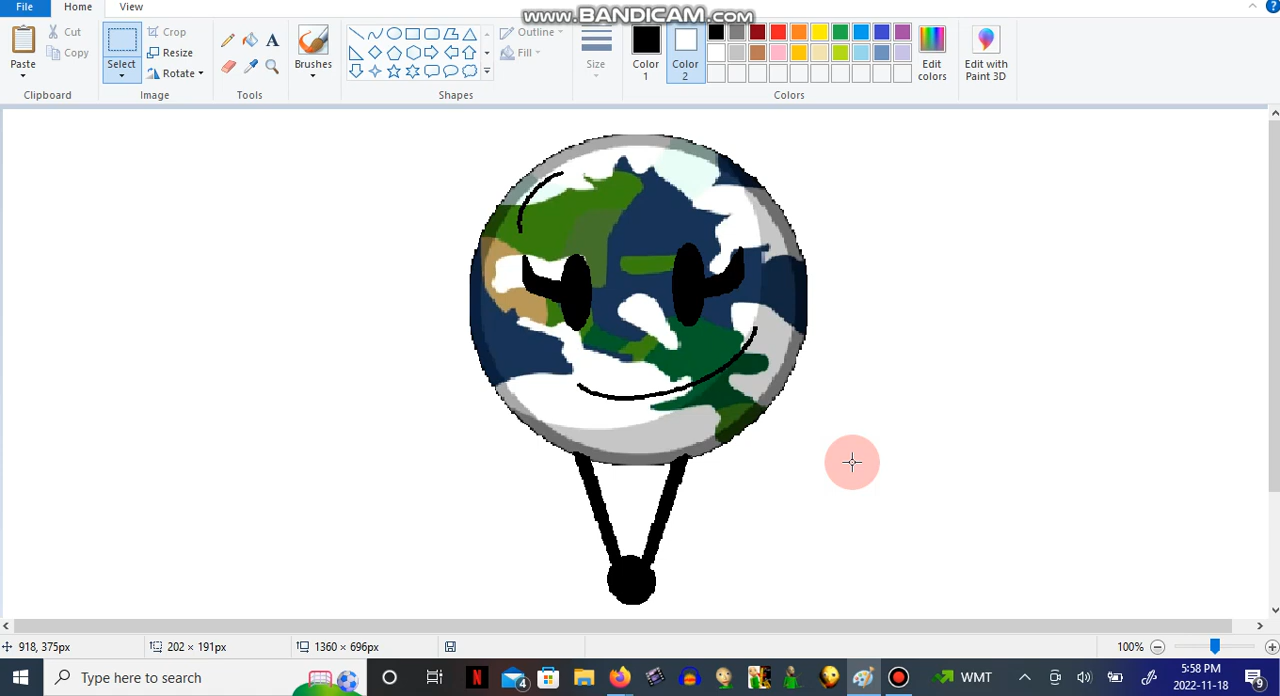 www.BANDICAM.com
File Home View
Paste Cut Copy Clipboard
Select Crop Resize Rotate Image
Tools
Brushes
Outline Fill Shapes
Size
Color 1 Color 2 Edit colors Colors
Edit with Paint 3D
918, 375px 202 × 191px 1360 × 696px 100%
Type here to search 4 WMT 5:58 PM 2022-11-18 9